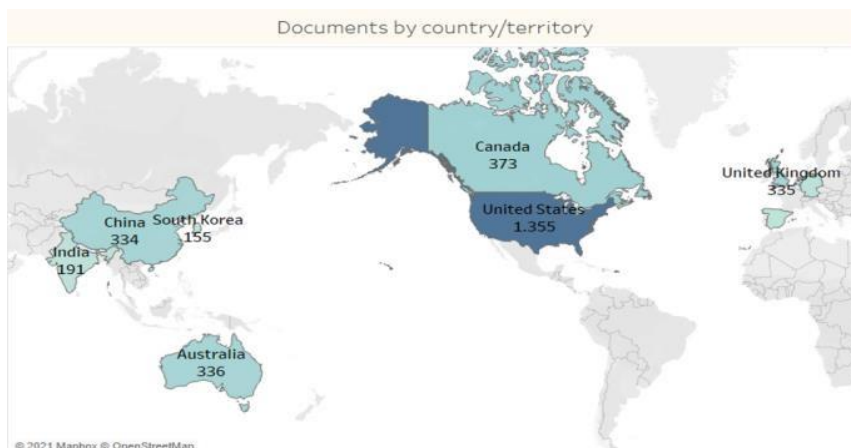 Documents by country/territory
Canada
373
United Kingdom
335
United States
1.355
China
334
South Korea
155
India
191
Australia
336
© 2021 Mapbox © OpenStreetMap